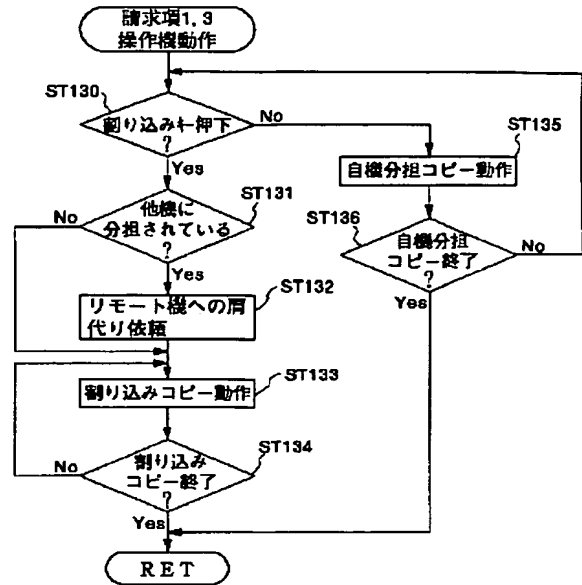 請求項1,3
操作機動作
ST130
割り込みキー押下
?
No
Yes
ST135
自機分担コピー動作
ST131
他機に
分担されている
?
No
Yes
ST136
自機分担
コピー終了
?
No
Yes
ST132
リモート機への肩
代り依頼
ST133
割り込みコピー動作
ST134
割り込み
コピー終了
?
No
Yes
RET